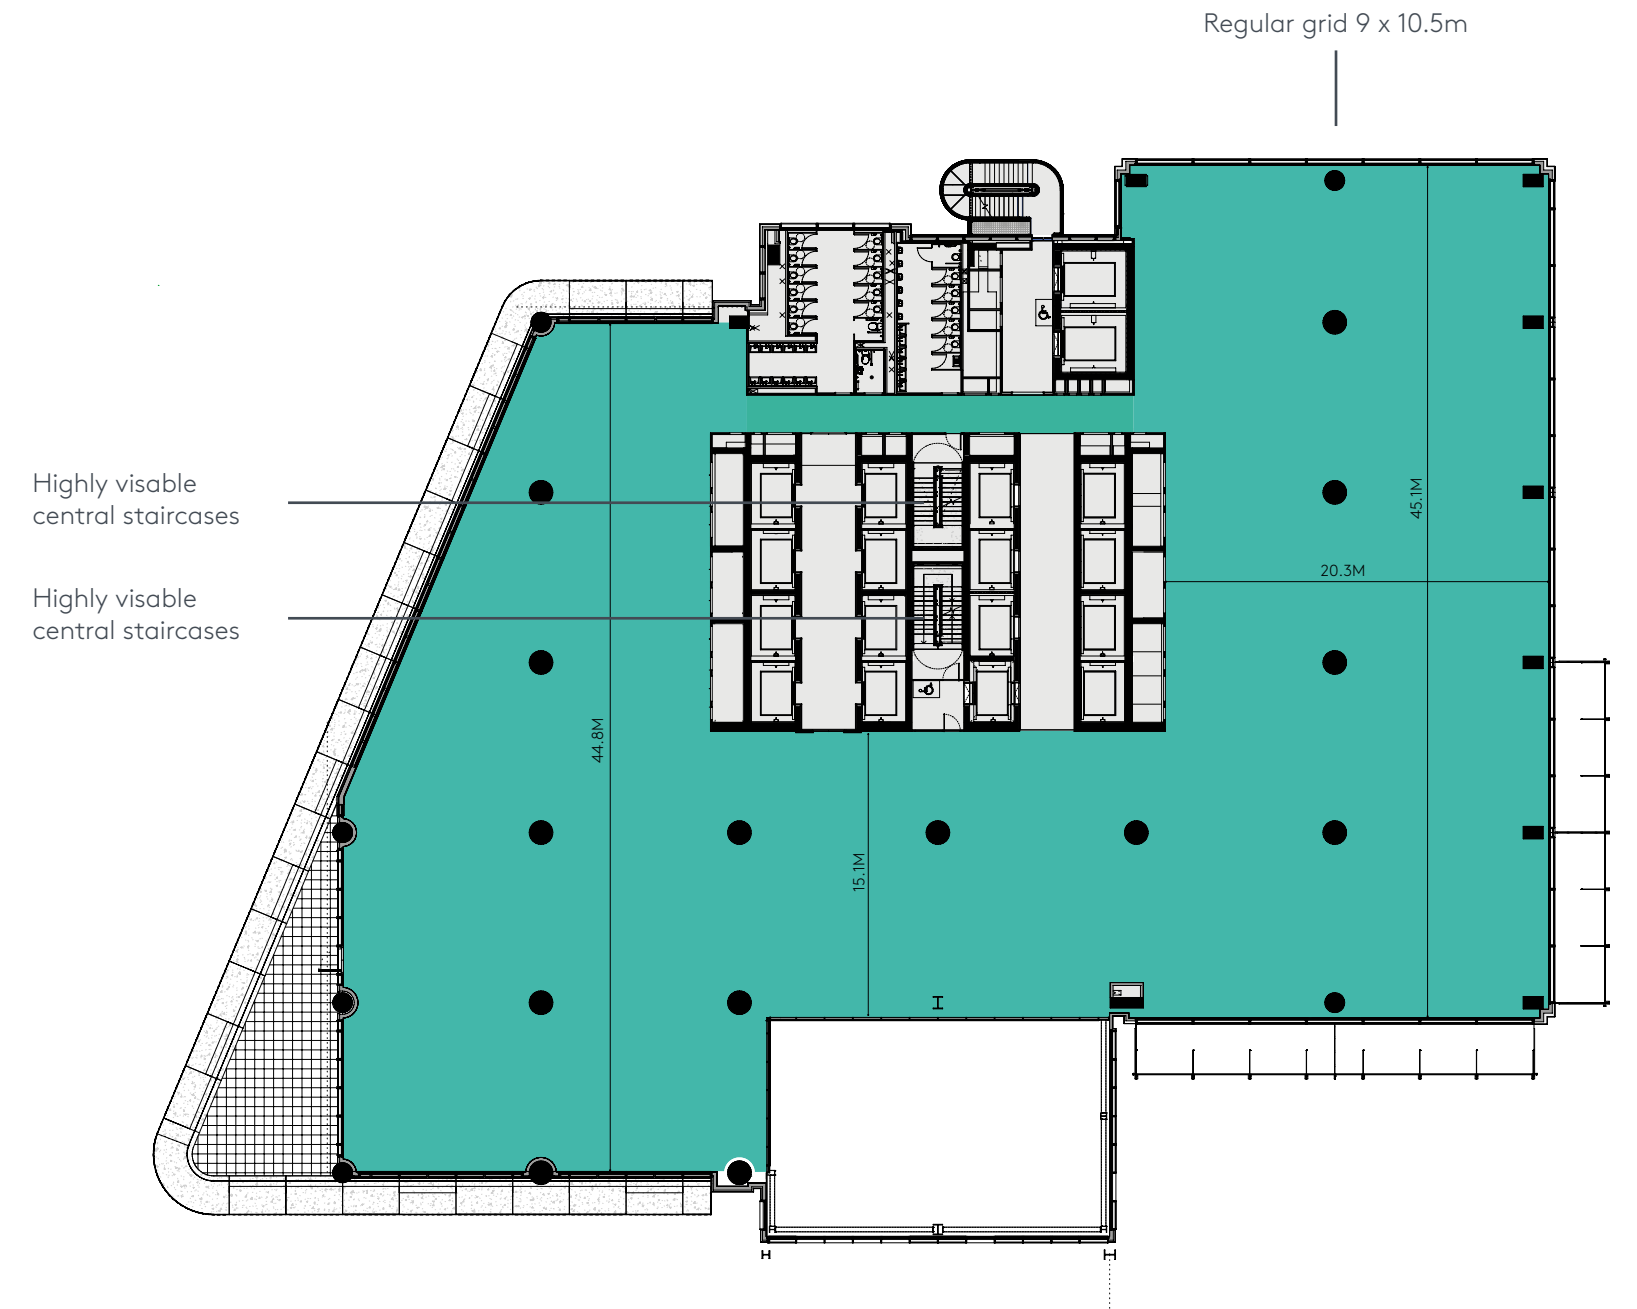 Regular grid 9 x 10.5m
Highly visable
central staircases
45.1M
20.3M
Highly visable
central staircases
44.8M
15.1M